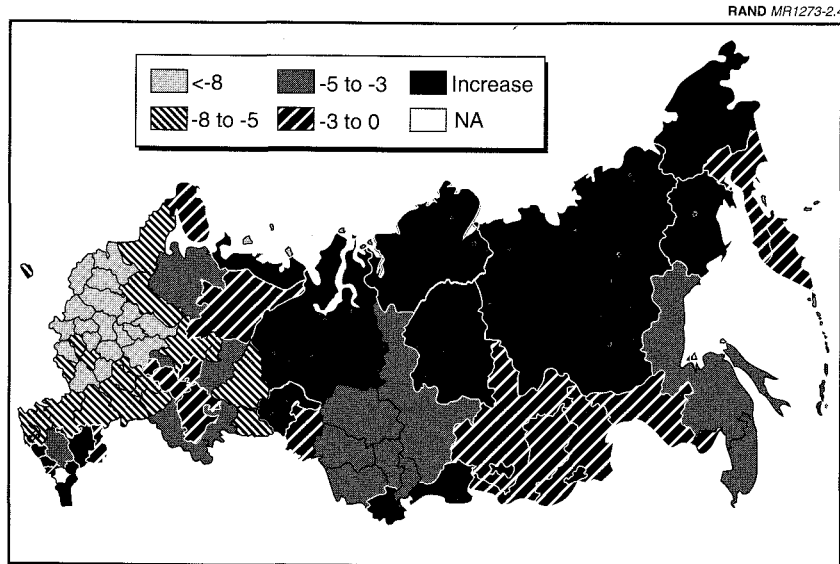 RAND MR1273-2.4
<-8
-5 to -3
Increase
-8 to -5
-3 to 0
NA